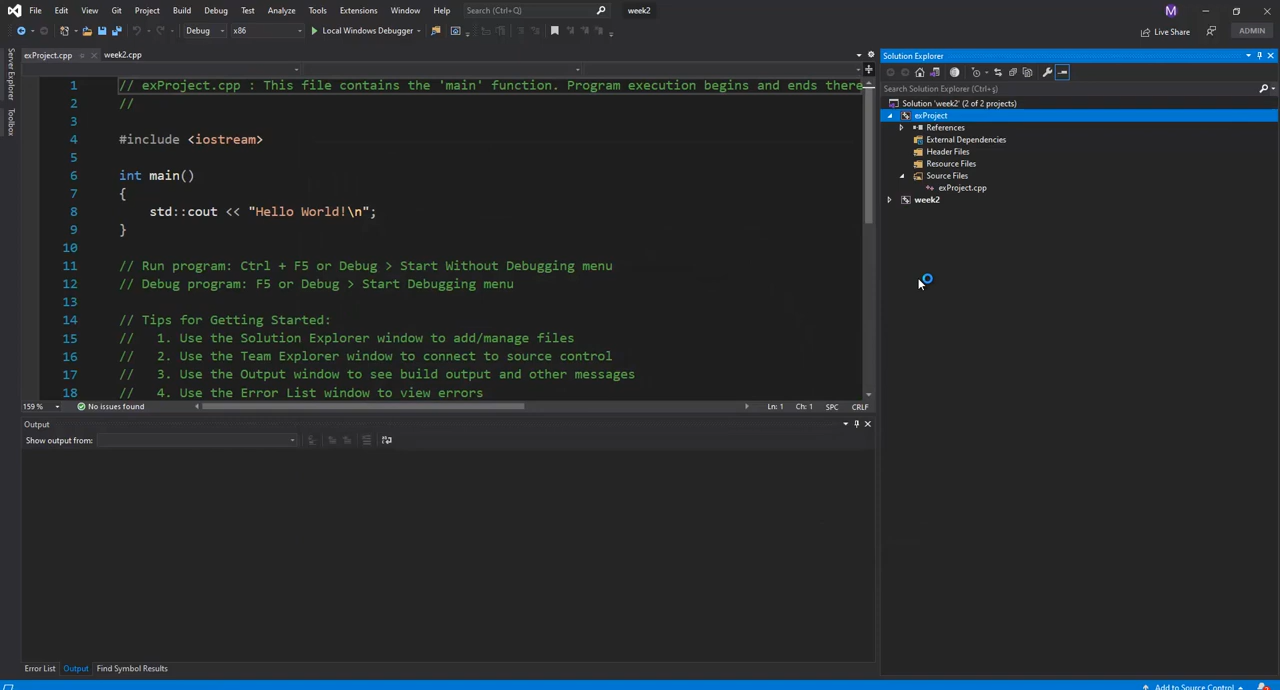 File Edit View Git Project Build Debug Test Analyze Tools Extensions Window Help Search (Ctrl+Q) week2 M
Debug x86 Local Windows Debugger Live Share ADMIN
Server Explorer
Toolbox
exProject.cpp week2.cpp
1 // exProject.cpp : This file contains the 'main' function. Program execution begins and ends there
2 //
3
4 #include <iostream>
5
6 int main()
7 {
8 std::cout << "Hello World!\n";
9 }
10
11 // Run program: Ctrl + F5 or Debug > Start Without Debugging menu
12 // Debug program: F5 or Debug > Start Debugging menu
13
14 // Tips for Getting Started:
15 // 1. Use the Solution Explorer window to add/manage files
16 // 2. Use the Team Explorer window to connect to source control
17 // 3. Use the Output window to see build output and other messages
18 // 4. Use the Error List window to view errors
159 % No issues found Ln: 1 Ch: 1 SPC CRLF
Output
Show output from:
Error List Output Find Symbol Results
Solution Explorer
Search Solution Explorer (Ctrl+ş)
Solution 'week2' (2 of 2 projects)
exProject
References
External Dependencies
Header Files
Resource Files
Source Files
exProject.cpp
week2
Add to Source Control